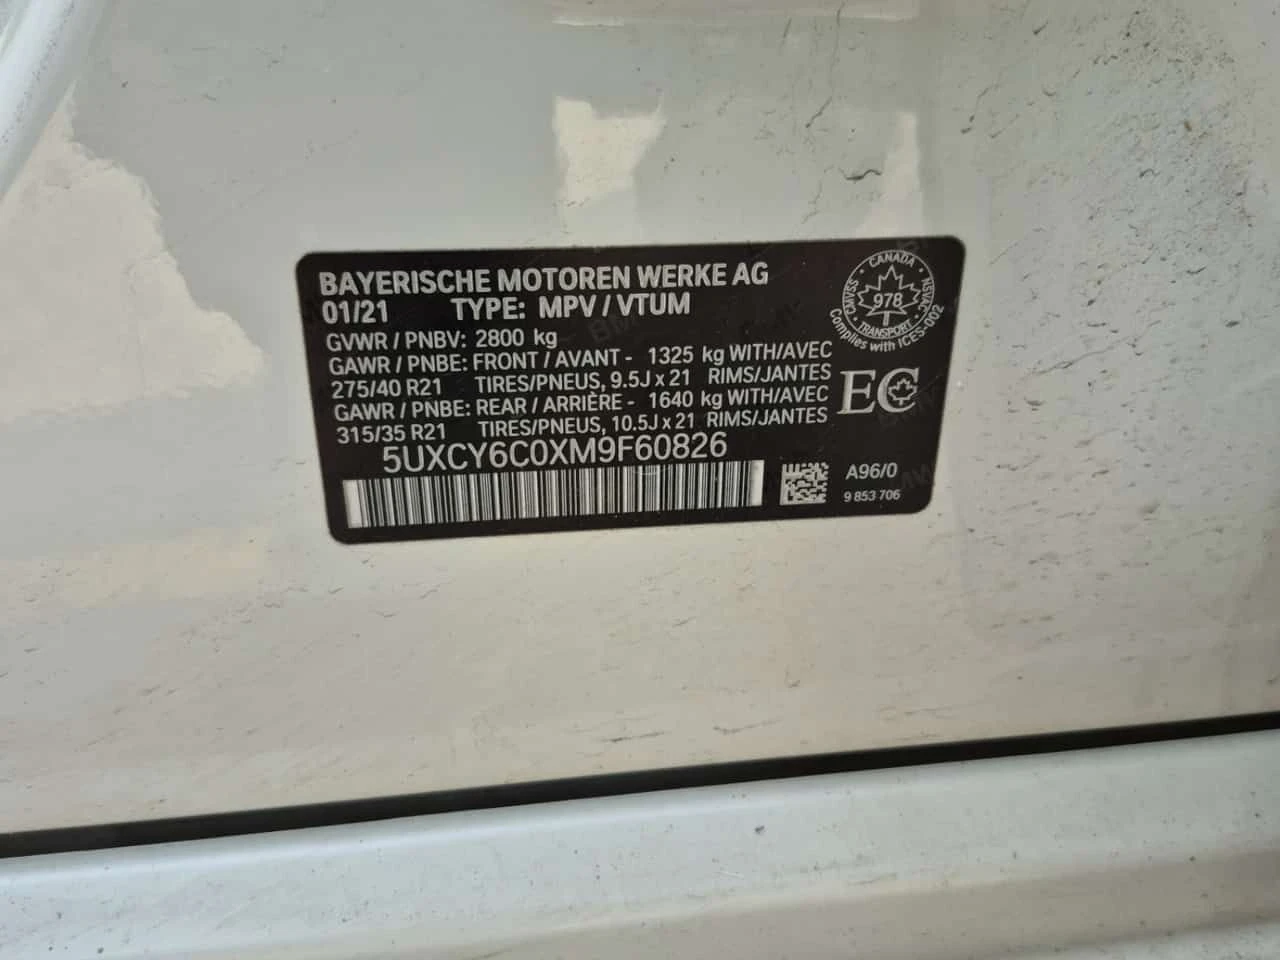 BAYERISCHE MOTOREN WERKE AG
01/21 TYPE: MPV / VTUM
GVWR / PNBV: 2800 kg
GAWR / PNBE: FRONT / AVANT - 1325 kg WITH/AVEC
275/40 R21 TIRES/PNEUS, 9.5J x 21 RIMS/JANTES
GAWR / PNBE: REAR / ARRIÈRE - 1640 kg WITH/AVEC
315/35 R21 TIRES/PNEUS, 10.5J x 21 RIMS/JANTES
5UXCY6C0XM9F60826
CANADA
CMVSS
978
NSVAC
TRANSPORT
Complies with ICES-002
EC
A96/0
9 853 706